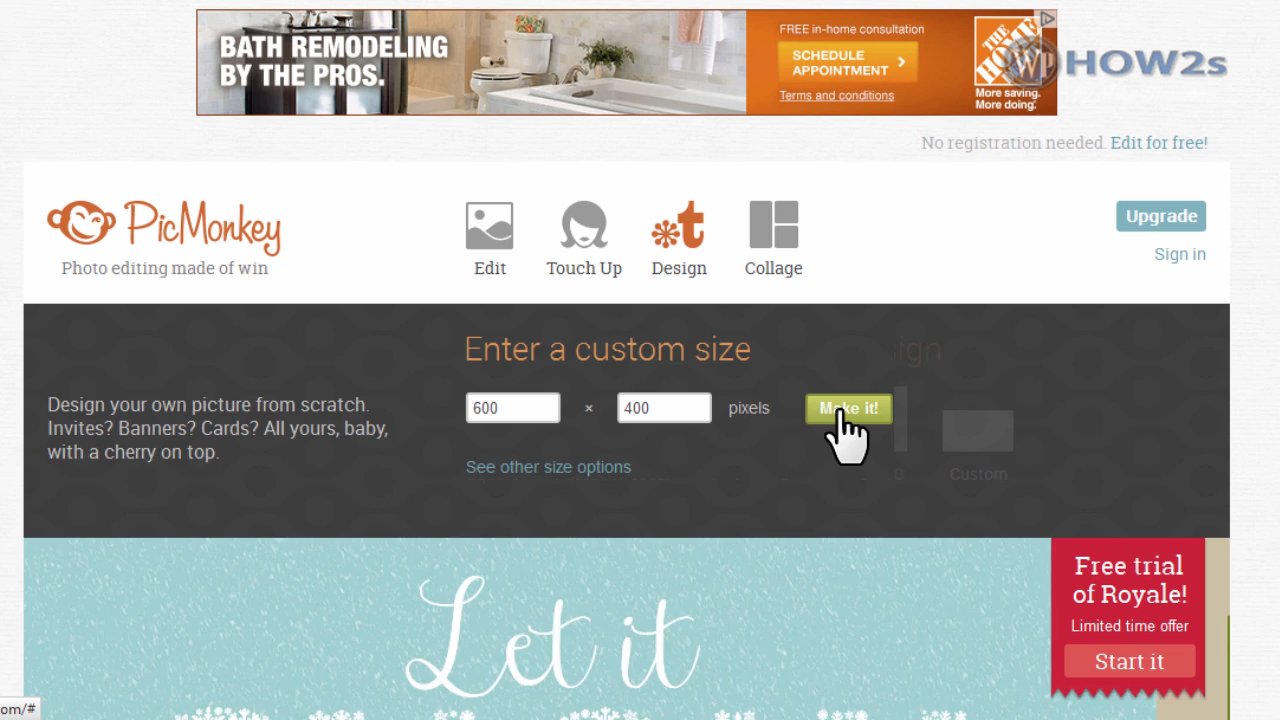 BATH REMODELING
BY THE PROS.
FREE in-home consultation
SCHEDULE
APPOINTMENT
Terms and conditions
THE HOME
More saving.
More doing.
WP HOW2s
No registration needed. Edit for free!
PicMonkey
Photo editing made of win
Edit
Touch Up
Design
Collage
Upgrade
Sign in
Enter a custom size
Design your own picture from scratch.
Invites? Banners? Cards? All yours, baby,
with a cherry on top.
600 × 400 pixels
Make it!
See other size options
Custom
Free trial
of Royale!
Limited time offer
Start it
Let it
om/#